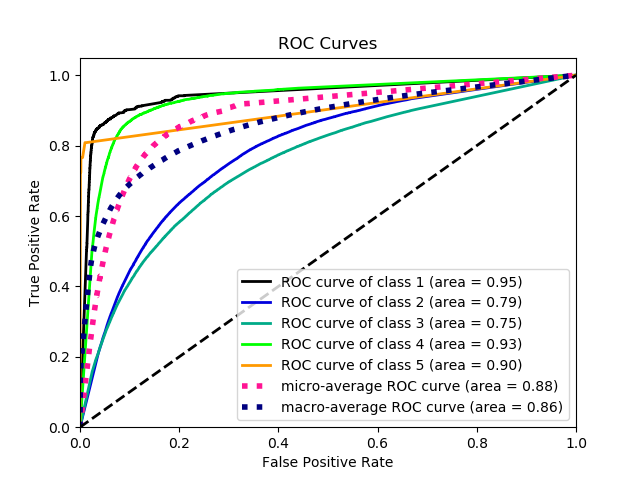 ROC Curves
True Positive Rate
1.0
0.8
0.6
0.4
0.2
0.0
ROC curve of class 1 (area = 0.95)
ROC curve of class 2 (area = 0.79)
ROC curve of class 3 (area = 0.75)
ROC curve of class 4 (area = 0.93)
ROC curve of class 5 (area = 0.90)
micro-average ROC curve (area = 0.88)
macro-average ROC curve (area = 0.86)
0.0 0.2 0.4 0.6 0.8 1.0
False Positive Rate